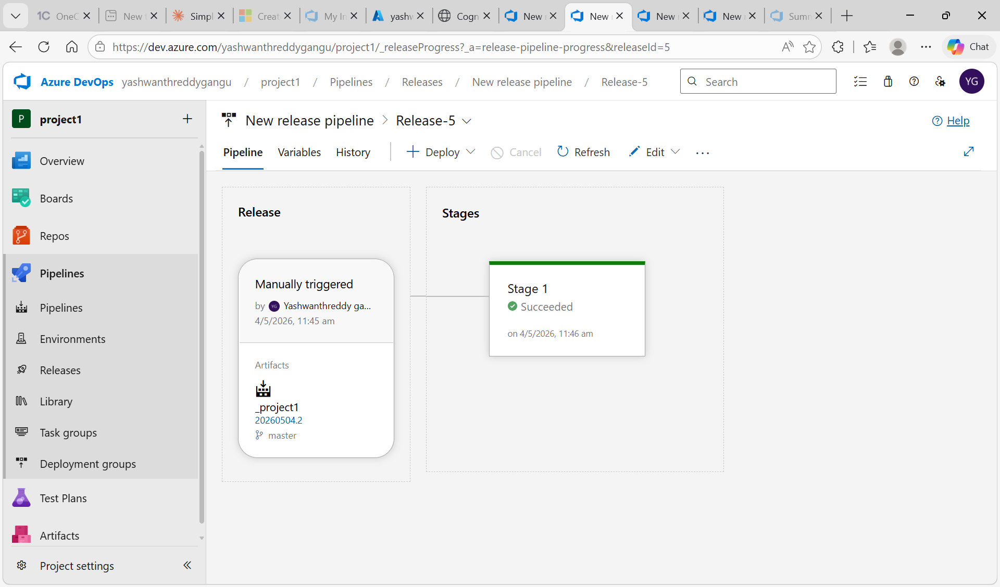 OneC
New t
Simpl
Creat
My In
yashw
Cogn
New r
New r
New r
New r
Sumn
https://dev.azure.com/yashwanthreddygangu/project1/_releaseProgress?_a=release-pipeline-progress&releaseId=5
Chat
Azure DevOps yashwanthreddygangu / project1 / Pipelines / Releases / New release pipeline / Release-5
Search
YG
P project1
New release pipeline > Release-5
Help
Pipeline Variables History Deploy Cancel Refresh Edit
Overview
Boards
Repos
Pipelines
Pipelines
Environments
Releases
Library
Task groups
Deployment groups
Test Plans
Artifacts
Project settings
Release
Manually triggered
by YG Yashwanthreddy ga...
4/5/2026, 11:45 am
Artifacts
_project1
20260504.2
master
Stages
Stage 1
Succeeded
on 4/5/2026, 11:46 am